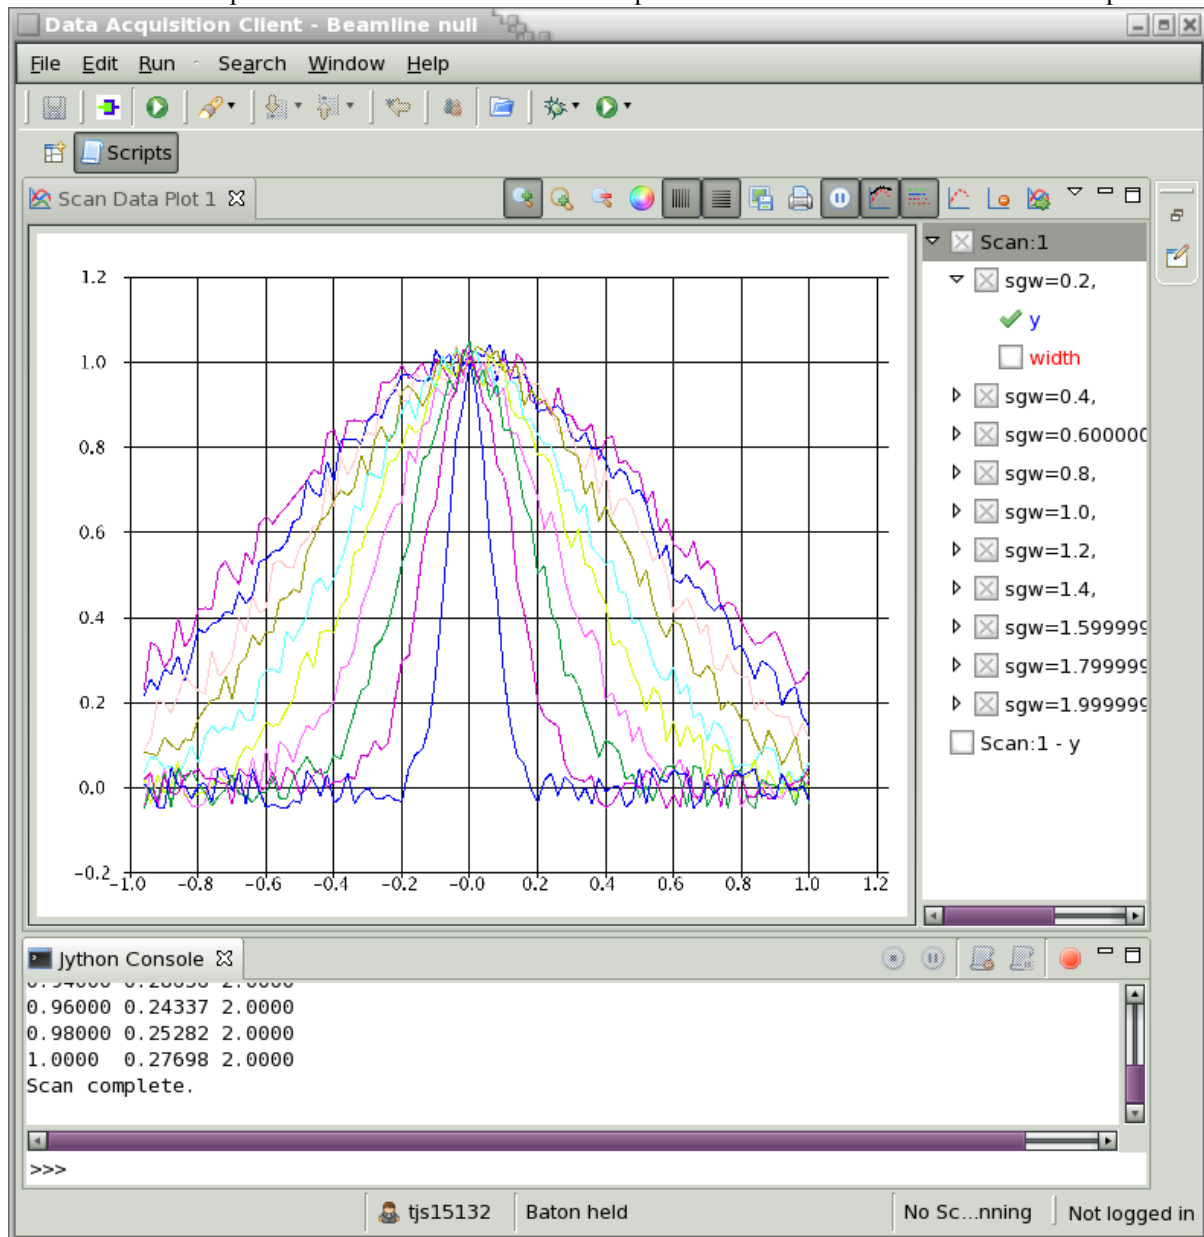 Data Acquisition Client - Beamline null
File Edit Run Search Window Help
Scripts
Scan Data Plot 1
1.2
1.0
0.8
0.6
0.4
0.2
0.0
-0.2
-1.0 -0.8 -0.6 -0.4 -0.2 -0.0 0.2 0.4 0.6 0.8 1.0 1.2
Scan:1
sgw=0.2,
y
width
sgw=0.4,
sgw=0.600000
sgw=0.8,
sgw=1.0,
sgw=1.2,
sgw=1.4,
sgw=1.599999
sgw=1.799999
sgw=1.999999
Scan:1 - y
Jython Console
0.96000 0.24337 2.0000
0.98000 0.25282 2.0000
1.0000 0.27698 2.0000
Scan complete.
>>>
tjs15132 Baton held No Sc...nning Not logged in